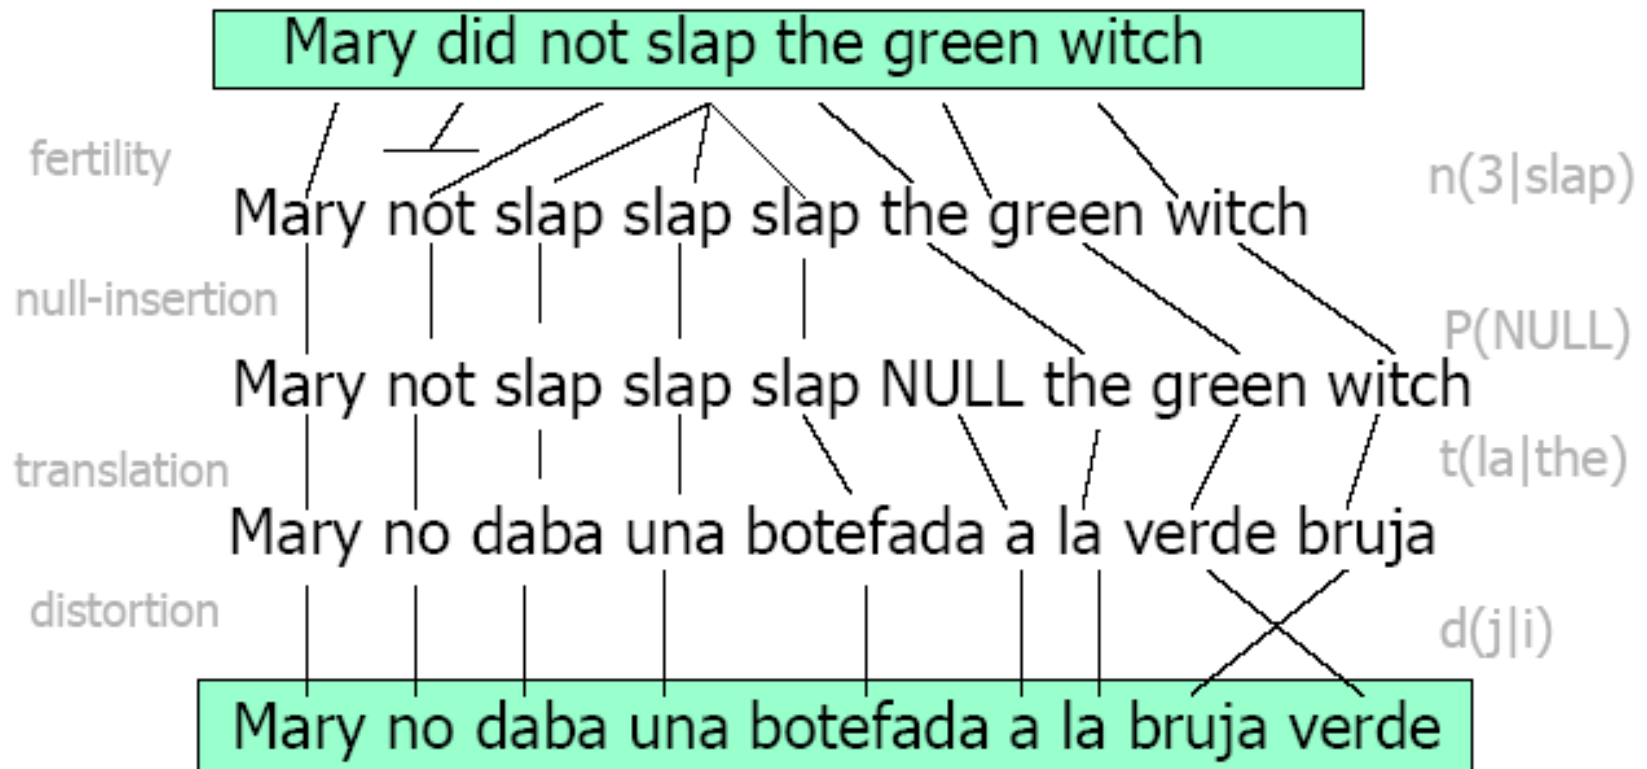 Mary did not slap the green witch
fertility
n(3|slap)
Mary not slap slap slap the green witch
null-insertion
P(NULL)
Mary not slap slap slap NULL the green witch
translation
t(la|the)
Mary no daba una botefada a la verde bruja
distortion
d(j|i)
Mary no daba una botefada a la bruja verde